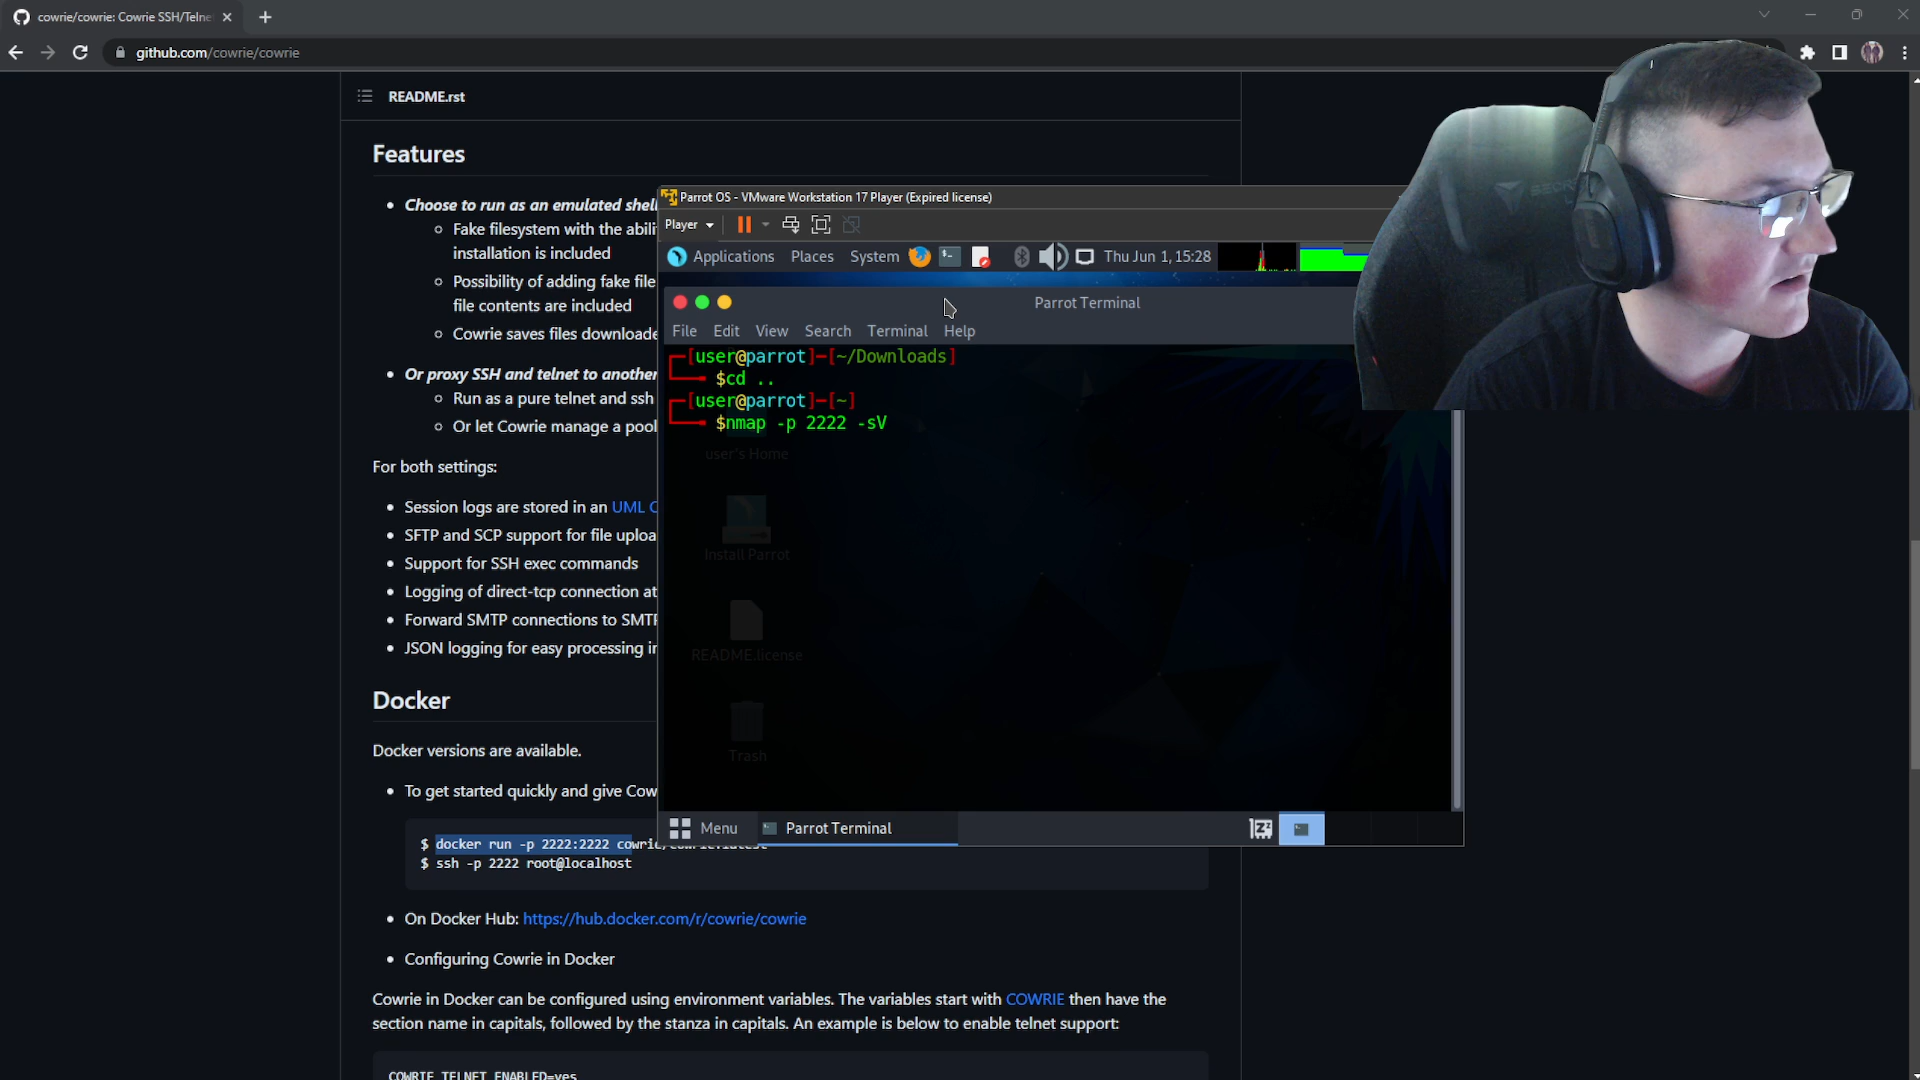 cowrie/cowrie: Cowrie SSH/Telne
github.com/cowrie/cowrie
README.rst
Features
Choose to run as an emulated shell
Fake filesystem with the abili
installation is included
Possibility of adding fake file
file contents are included
Cowrie saves files downloade
Or proxy SSH and telnet to another
Run as a pure telnet and ssh
Or let Cowrie manage a pool
For both settings:
Session logs are stored in an UML C
SFTP and SCP support for file uploa
Support for SSH exec commands
Logging of direct-tcp connection at
Forward SMTP connections to SMTP
JSON logging for easy processing in
Docker
Docker versions are available.
To get started quickly and give Cow
$ docker run -p 2222:2222 cowrie/cowrie:latest
$ ssh -p 2222 root@localhost
On Docker Hub: https://hub.docker.com/r/cowrie/cowrie
Configuring Cowrie in Docker
Cowrie in Docker can be configured using environment variables. The variables start with COWRIE then have the
section name in capitals, followed by the stanza in capitals. An example is below to enable telnet support:
COWRIE_TELNET_ENABLED=yes
Parrot OS - VMware Workstation 17 Player (Expired license)
Player
Applications Places System Thu Jun 1, 15:28
Parrot Terminal
File Edit View Search Terminal Help
[user@parrot]-[~/Downloads]
$cd ..
[user@parrot]-[~]
$nmap -p 2222 -sV
user's Home
Install Parrot
README.license
Trash
Menu Parrot Terminal